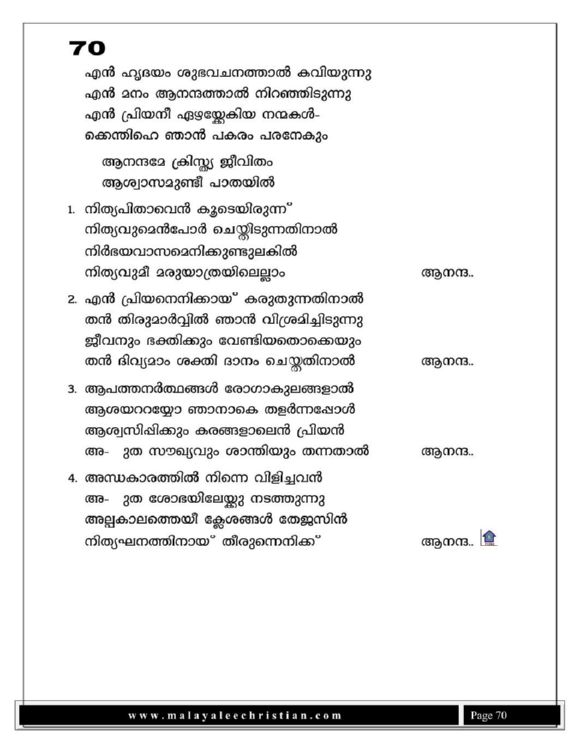 70
എൻ ഹൃദയം ശുഭവചനത്താൽ കവിയുന്നു
എൻ മനം ആനന്ദത്താൽ നിറഞ്ഞിടുന്നു
എൻ പ്രിയനീ ഏഴയ്ക്കേകിയ നന്മകൾ-
ക്കെന്തിഹെ ഞാൻ പകരം പരനേകും
ആനന്ദമേ ക്രിസ്ത്യ ജീവിതം
ആശ്വാസമുണ്ടീ പാതയിൽ
1. നിത്യപിതാവെൻ കൂടെയിരുന്ന്
നിത്യവുമെൻപോർ ചെയ്തിടുന്നതിനാൽ
നിർഭയവാസമെനിക്കുണ്ടുലകിൽ
നിത്യവുമീ മരുയാത്രയിലെല്ലാം ആനന്ദ..
2. എൻ പ്രിയനെനിക്കായ് കരുതുന്നതിനാൽ
തൻ തിരുമാർവ്വിൽ ഞാൻ വിശ്രമിച്ചിടുന്നു
ജീവനും ഭക്തിക്കും വേണ്ടിയതൊക്കെയും
തൻ ദിവ്യമാം ശക്തി ദാനം ചെയ്തതിനാൽ ആനന്ദ..
3. ആപത്തനർത്ഥങ്ങൾ രോഗാകുലങ്ങളാൽ
ആശയററയ്യോ ഞാനാകെ തളർന്നപ്പോൾ
ആശ്വസിപ്പിക്കും കരങ്ങളാലെൻ പ്രിയൻ
അ- ുത സൗഖ്യവും ശാന്തിയും തന്നതാൽ ആനന്ദ..
4. അന്ധകാരത്തിൽ നിന്നെ വിളിച്ചവൻ
അ- ുത ശോഭയിലേയ്ക്കു നടത്തുന്നു
അല്പകാലത്തെയീ ക്ലേശങ്ങൾ തേജസിൻ
നിത്യഘനത്തിനായ് തീരുന്നെനിക്ക് ആനന്ദ..
www.malayaleechristian.com Page 70